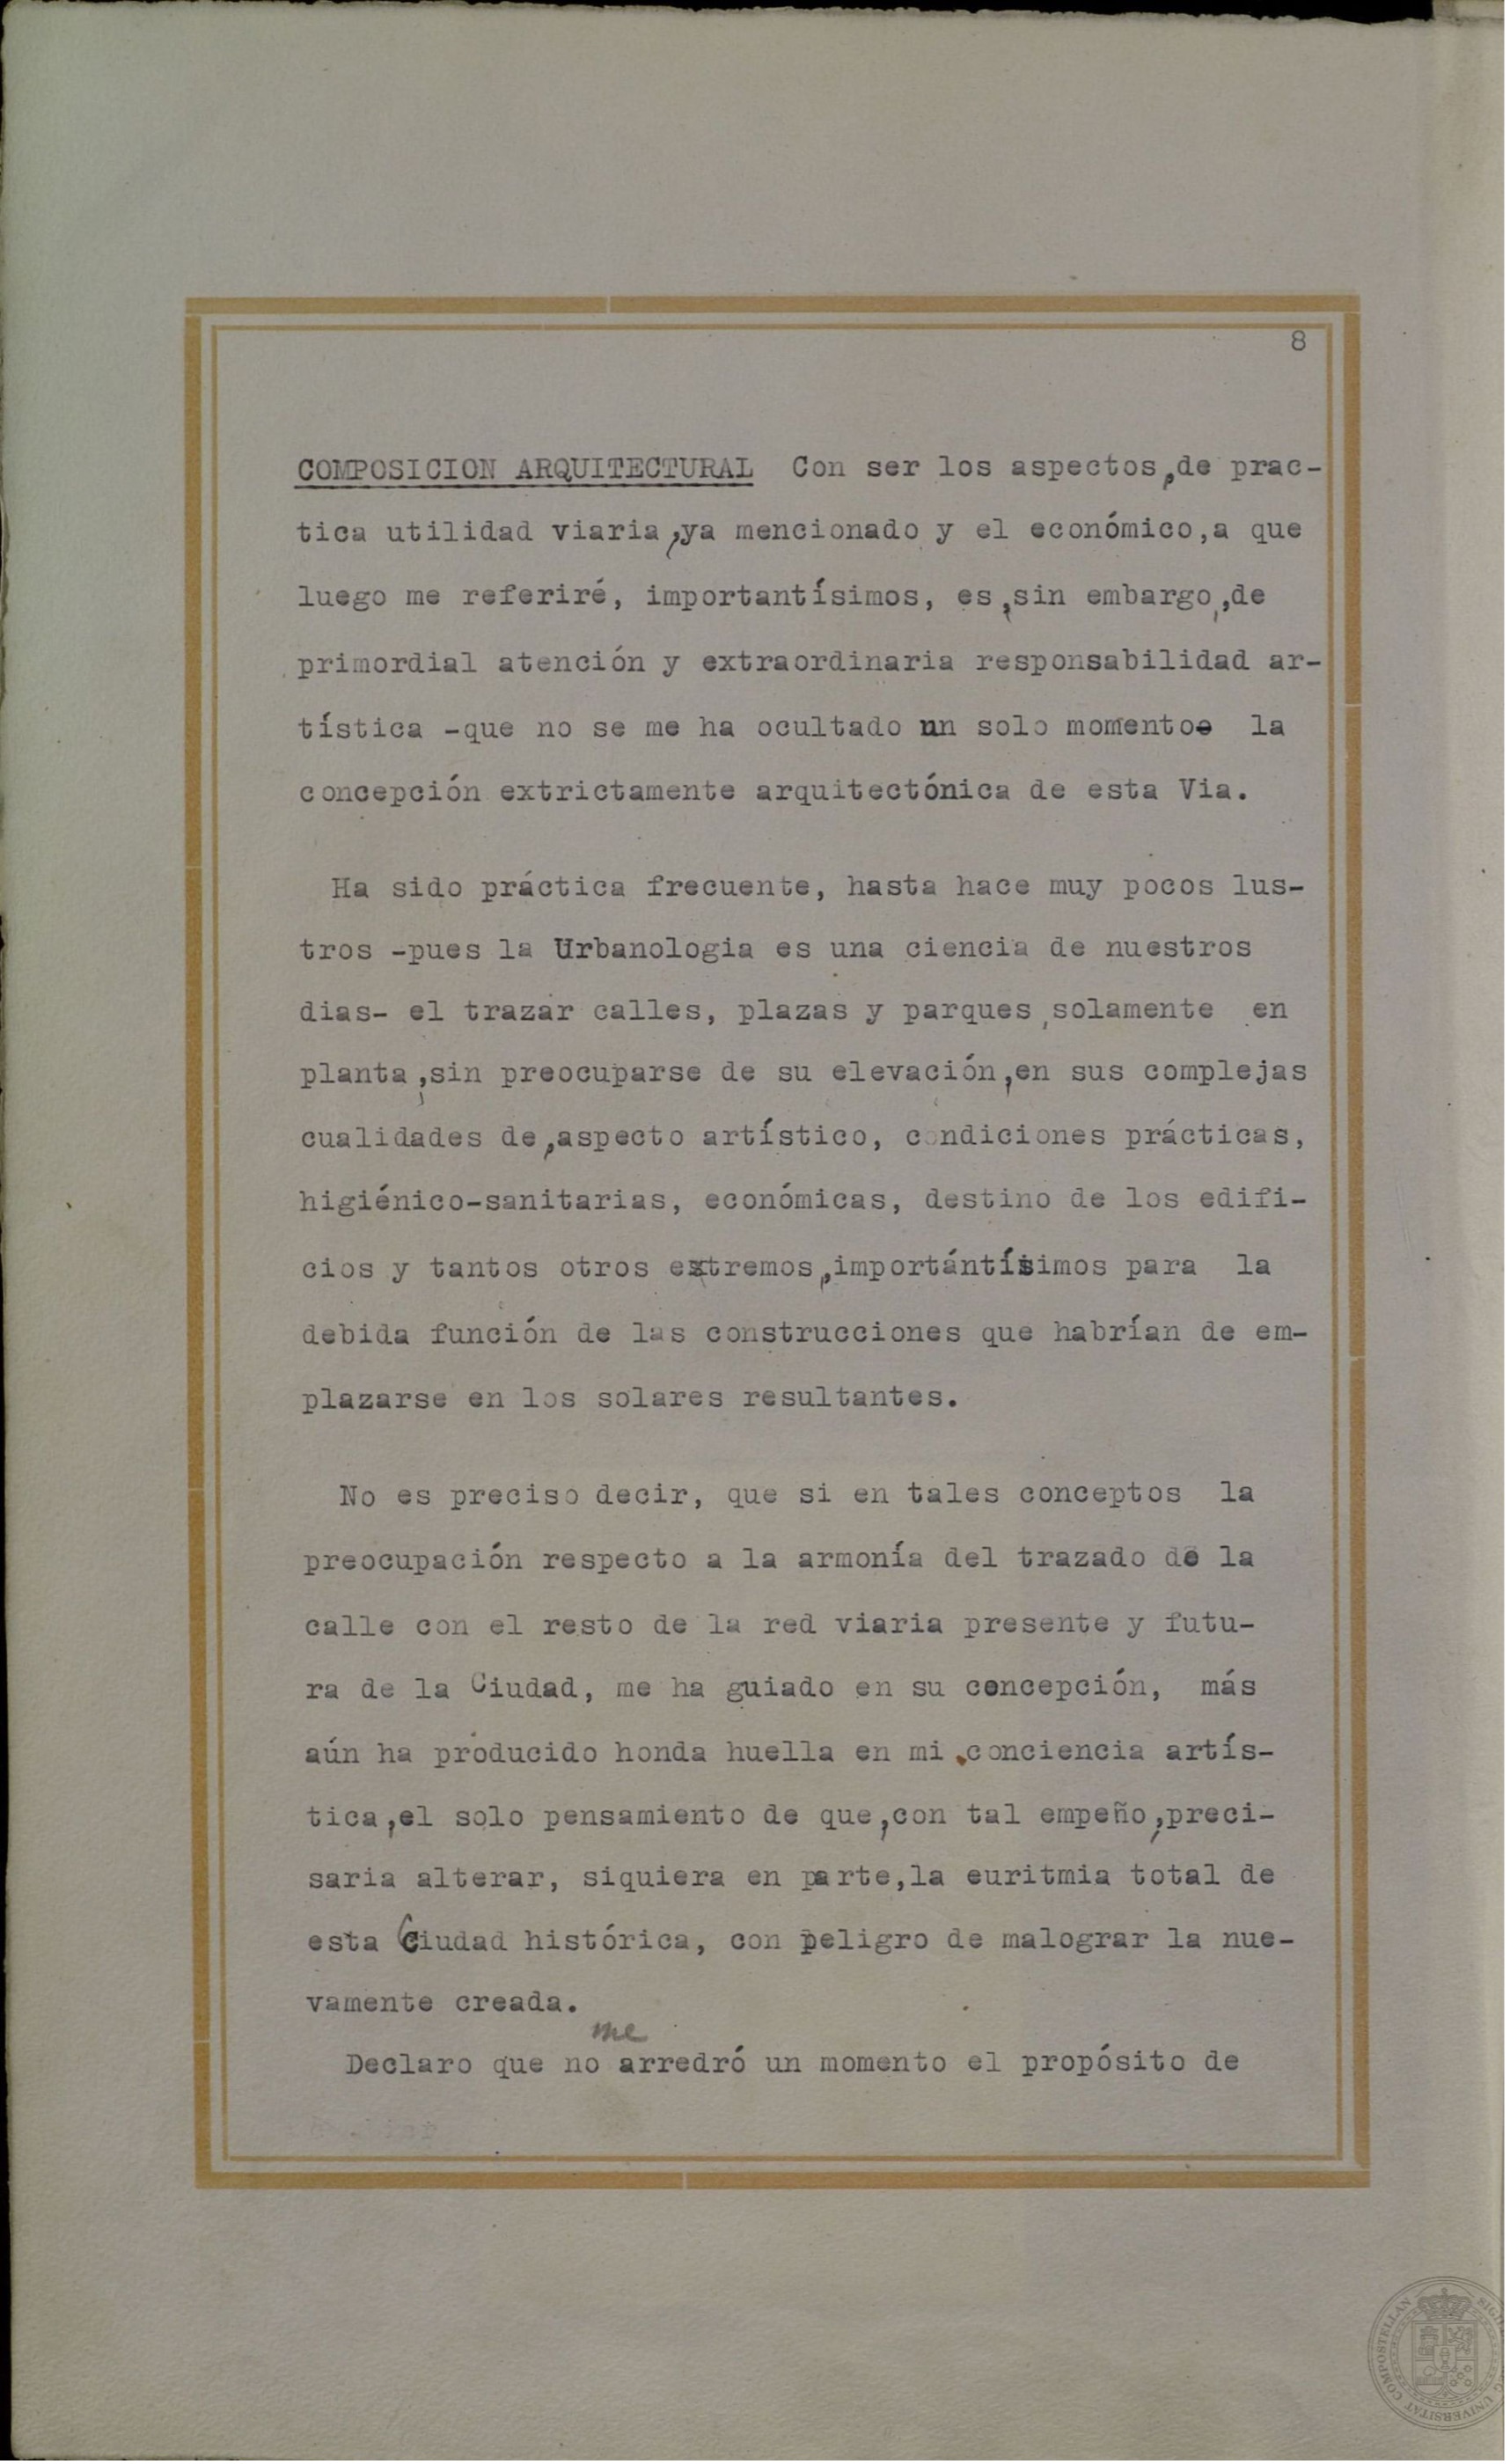 8
COMPOSICION ARQUITECTURAL Con ser los aspectos,de prac-
tica utilidad viaria,ya mencionado y el económico,a que
luego me referiré, importantísimos, es,sin embargo,de
primordial atención y extraordinaria responsabilidad ar-
tística -que no se me ha ocultado un solo momento- la
concepción extrictamente arquitectónica de esta Via.
Ha sido práctica frecuente, hasta hace muy pocos lus-
tros -pues la Urbanologia es una ciencia de nuestros
dias- el trazar calles, plazas y parques,solamente en
planta,sin preocuparse de su elevación,en sus complejas
cualidades de,aspecto artístico, condiciones prácticas,
higiénico-sanitarias, económicas, destino de los edifi-
cios y tantos otros extremos,importántísimos para la
debida función de las construcciones que habrían de em-
plazarse en los solares resultantes.
No es preciso decir, que si en tales conceptos la
preocupación respecto a la armonía del trazado de la
calle con el resto de la red viaria presente y futu-
ra de la Ciudad, me ha guiado en su concepción, más
aún ha producido honda huella en mi conciencia artís-
tica,el solo pensamiento de que,con tal empeño,preci-
saria alterar, siquiera en parte,la euritmia total de
esta Ciudad histórica, con peligro de malograr la nue-
vamente creada.
me
Declaro que no arredró un momento el propósito de
COMPOSTELLAN
UNIVERSITAT